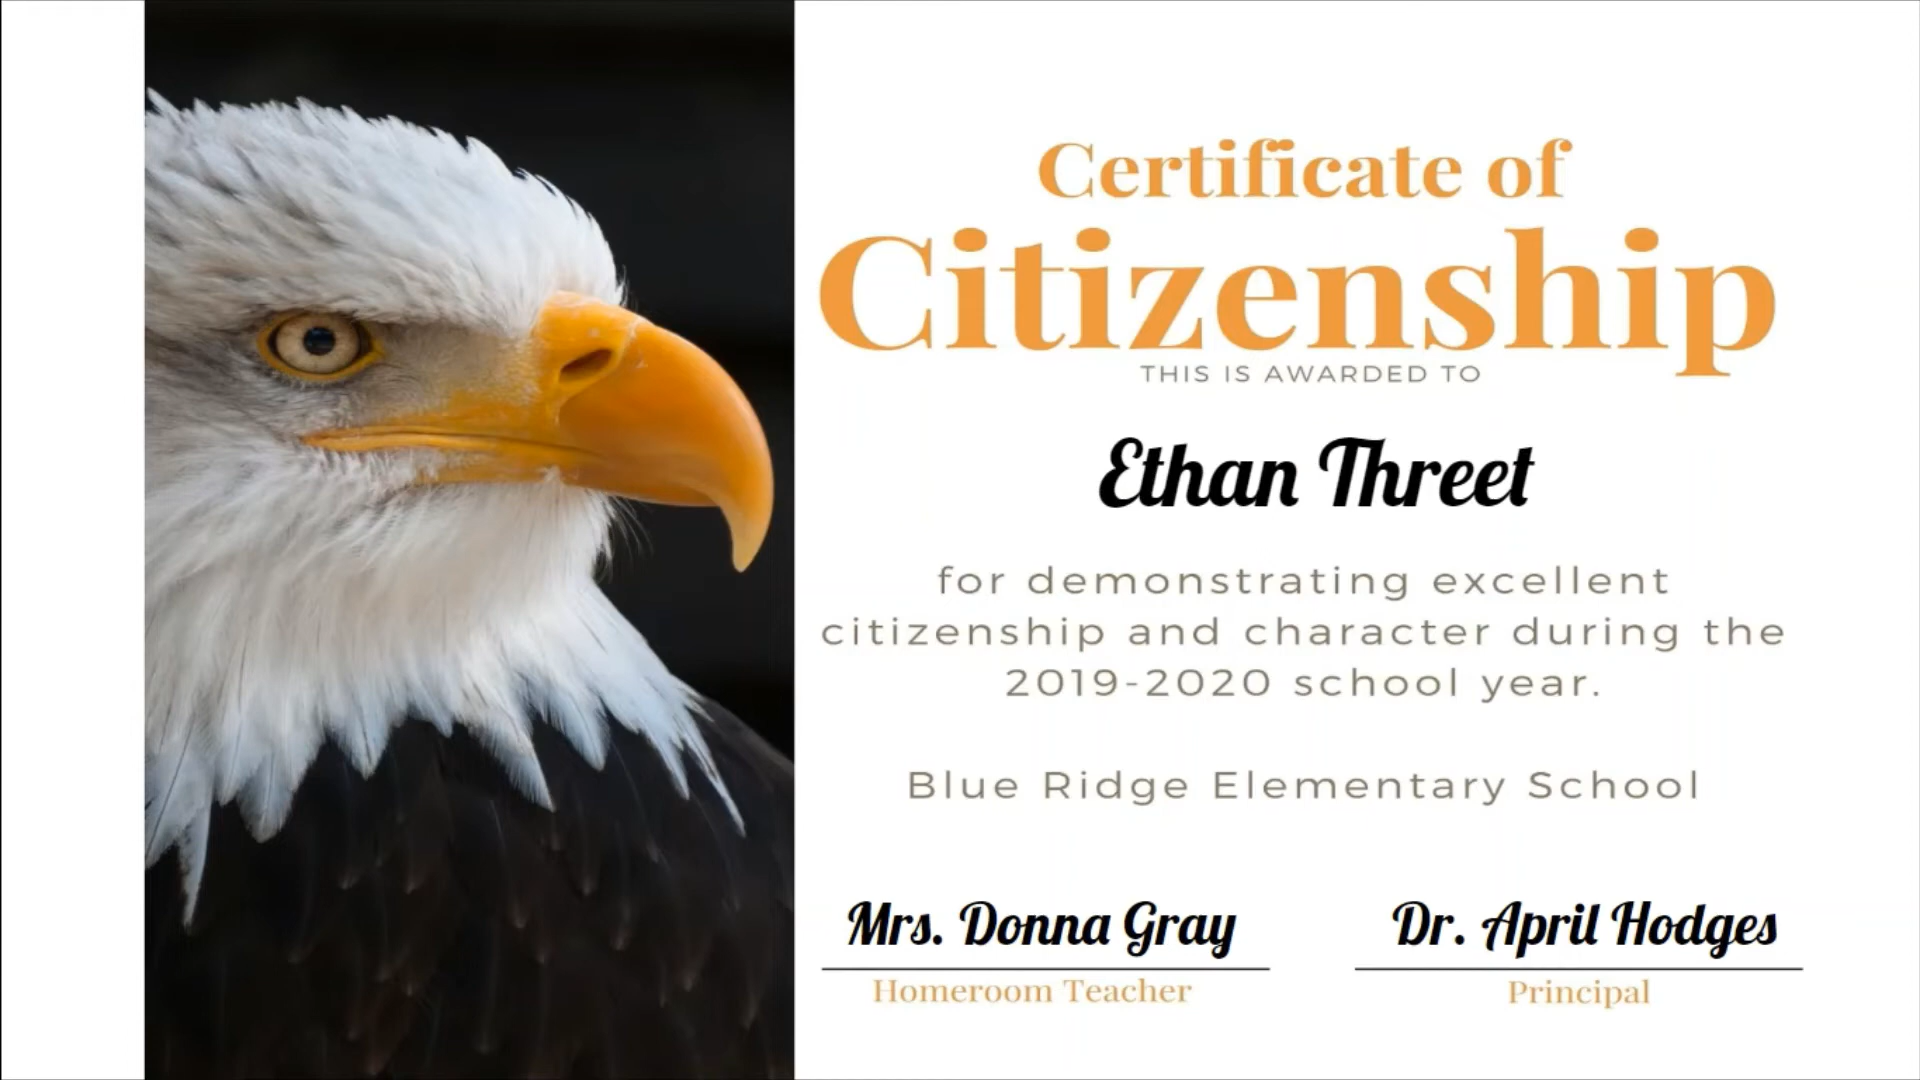 Certificate of
Citizenship
THIS IS AWARDED TO
Ethan Threet
for demonstrating excellent
citizenship and character during the
2019-2020 school year.
Blue Ridge Elementary School
Mrs. Donna Gray
Homeroom Teacher
Dr. April Hodges
Principal